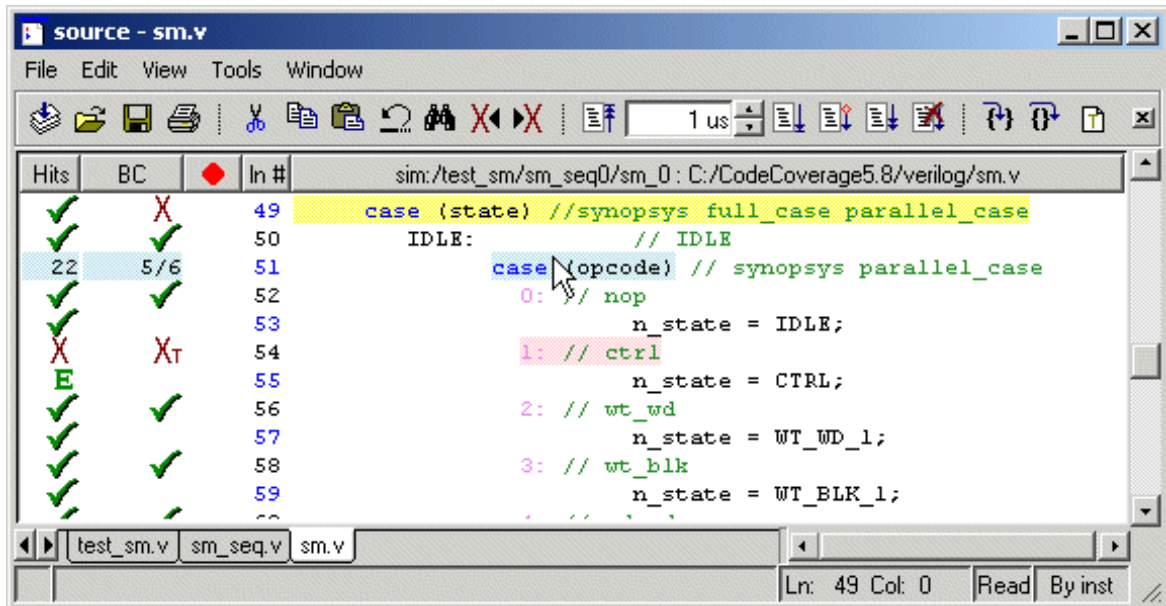 source - sm.v
File Edit View Tools Window
1 us
Hits BC ln # sim:/test_sm/sm_seq0/sm_0 : C:/CodeCoverage5.8/verilog/sm.v
X 49 case (state) //synopsys full_case parallel_case
50 IDLE: // IDLE
22 5/6 51 case (opcode) // synopsys parallel_case
52 0: // nop
53 n_state = IDLE;
X XT 54 1: // ctrl
E 55 n_state = CTRL;
56 2: // wt_wd
57 n_state = WT_WD_1;
58 3: // wt_blk
59 n_state = WT_BLK_1;
test_sm.v sm_seq.v sm.v
Ln: 49 Col: 0 Read By inst